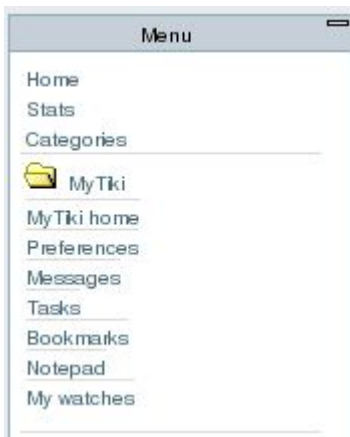 Menu
Home
Stats
Categories
MyTiki
MyTiki home
Preferences
Messages
Tasks
Bookmarks
Notepad
My watches